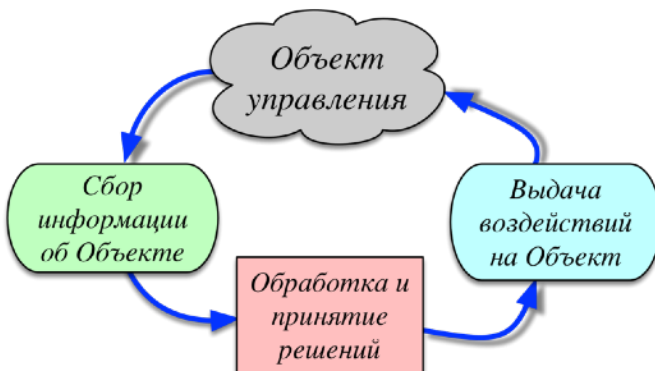 Объект
управления
Сбор
информации
об Объекте
Обработка и
принятие
решений
Выдача
воздействий
на Объект